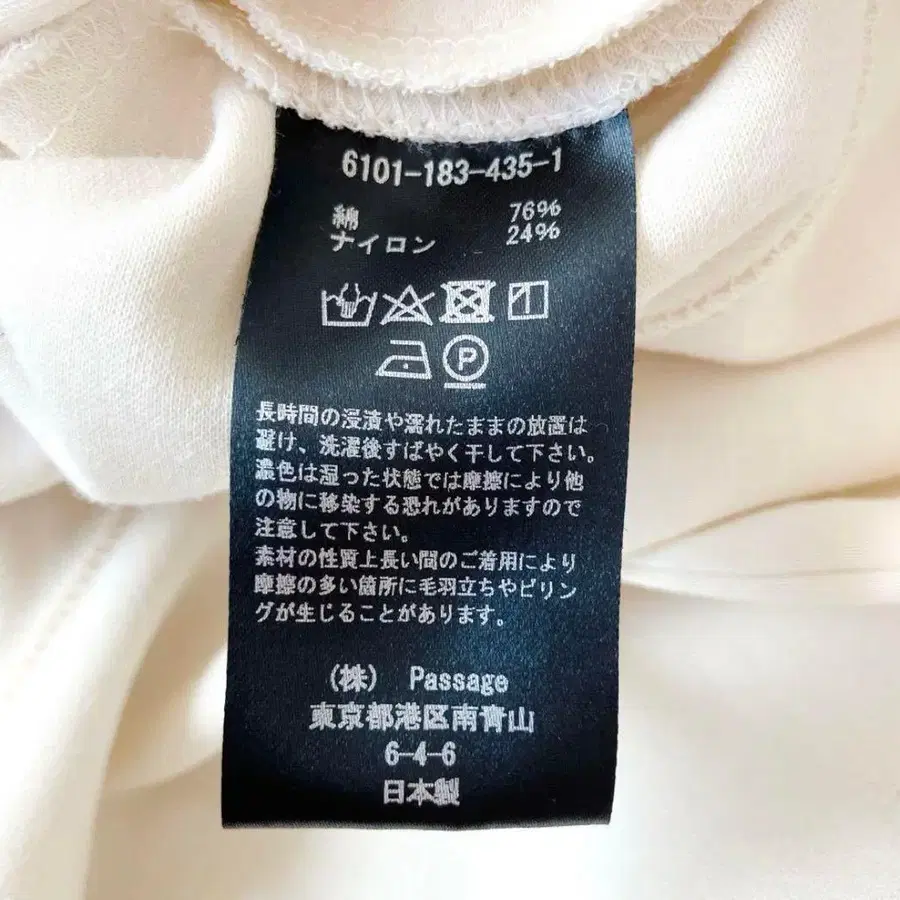 6101-183-435-1
綿 76%
ナイロン 24%
P
長時間の浸漬や濡れたままの放置は
避け、洗濯後すばやく干して下さい。
濃色は湿った状態では摩擦により他
の物に移染する恐れがありますので
注意して下さい。
素材の性質上長い間のご着用により
摩擦の多い箇所に毛羽立ちやピリン
グが生じることがあります。
(株) Passage
東京都港区南青山
6-4-6
日本製